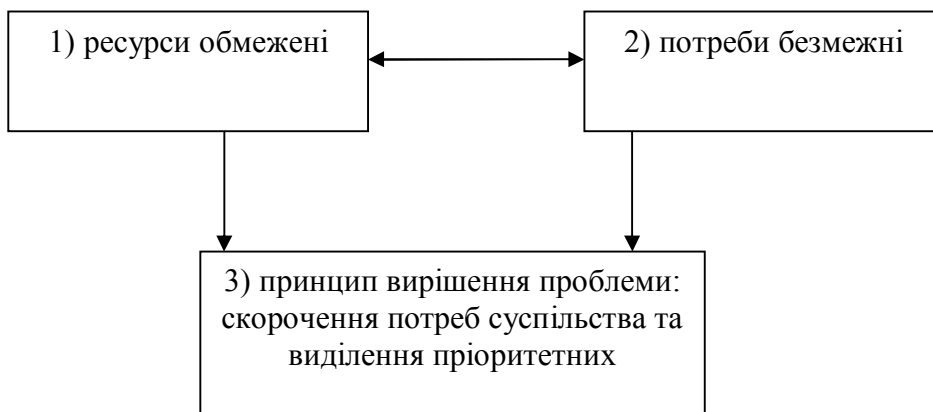 1) ресурси обмежені
2) потреби безмежні
3) принцип вирішення проблеми:
скорочення потреб суспільства та
виділення пріоритетних